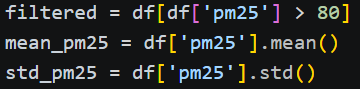 filtered = df[df['pm25'] > 80]
mean_pm25 = df['pm25'].mean()
std_pm25 = df['pm25'].std()